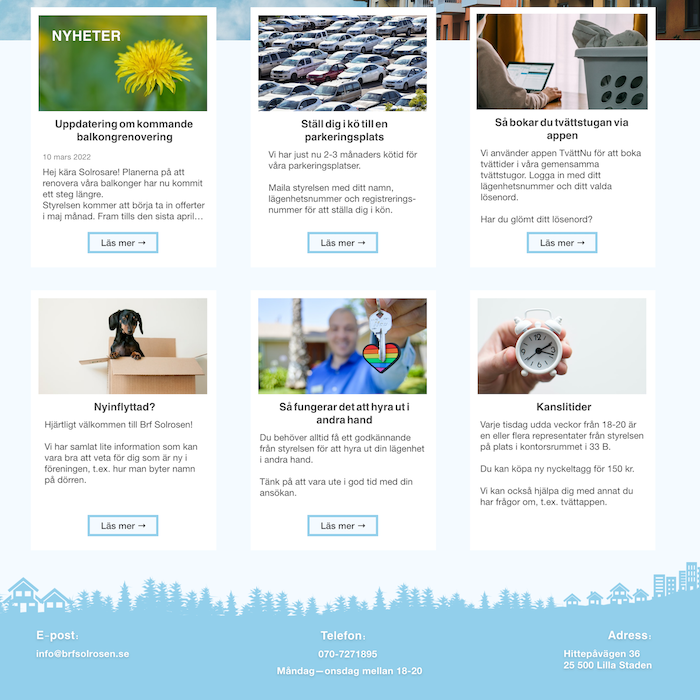 NYHETER
Uppdatering om kommande
balkongrenovering
10 mars 2022
Hej kära Solrosare! Planerna på att
renovera våra balkonger har nu kommit
ett steg längre.
Styrelsen kommer att börja ta in offerter
i maj månad. Fram tills den sista april...
Läs mer →
Ställ dig i kö till en
parkeringsplats
Vi har just nu 2-3 månaders kötid för
våra parkeringsplatser.
Maila styrelsen med ditt namn,
lägenhetsnummer och registrerings-
nummer för att ställa dig i kön.
Läs mer →
Så bokar du tvättstugan via
appen
Vi använder appen TvättNu för att boka
tvättider i våra gemensamma
tvättstugor. Logga in med ditt
lägenhetsnummer och ditt valda
lösenord.
Har du glömt ditt lösenord?
Läs mer →
Nyinflyttad?
Hjärtligt välkommen till Brf Solrosen!
Vi har samlat lite information som kan
vara bra att veta för dig som är ny i
föreningen, t.ex. hur man byter namn
på dörren.
Läs mer →
Så fungerar det att hyra ut i
andra hand
Du behöver alltid få ett godkännande
från styrelsen för att hyra ut din lägenhet
i andra hand.
Tänk på att vara ute i god tid med din
ansökan.
Läs mer →
Kanslitider
Varje tisdag udda veckor från 18-20 är
en eller flera representater från styrelsen
på plats i kontorsrummet i 33 B.
Du kan köpa ny nyckeltagg för 150 kr.
Vi kan också hjälpa dig med annat du
har frågor om, t.ex. tvättappen.
E-post:
info@brfsolrosen.se
Telefon:
070-7271895
Måndag—onsdag mellan 18-20
Adress:
Hittepåvägen 36
25 500 Lilla Staden